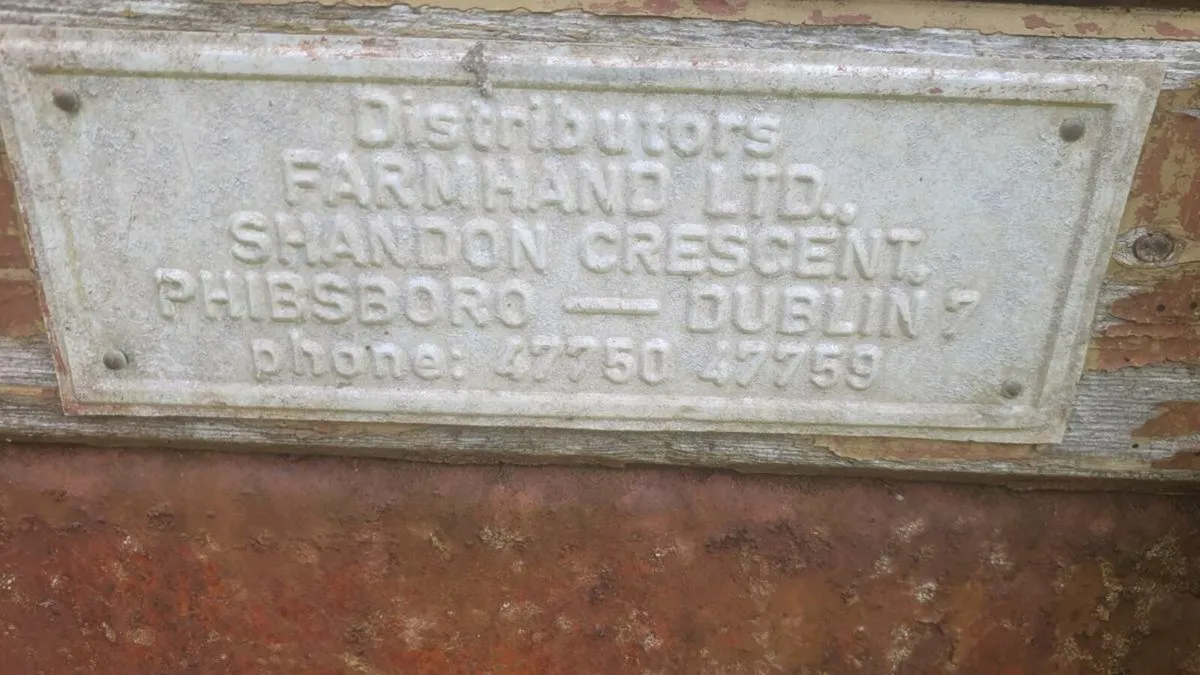 Distributors
FARMHAND LTD.,
SHANDON CRESCENT,
PHIBSBORO — DUBLIN 7
phone: 47750 47759